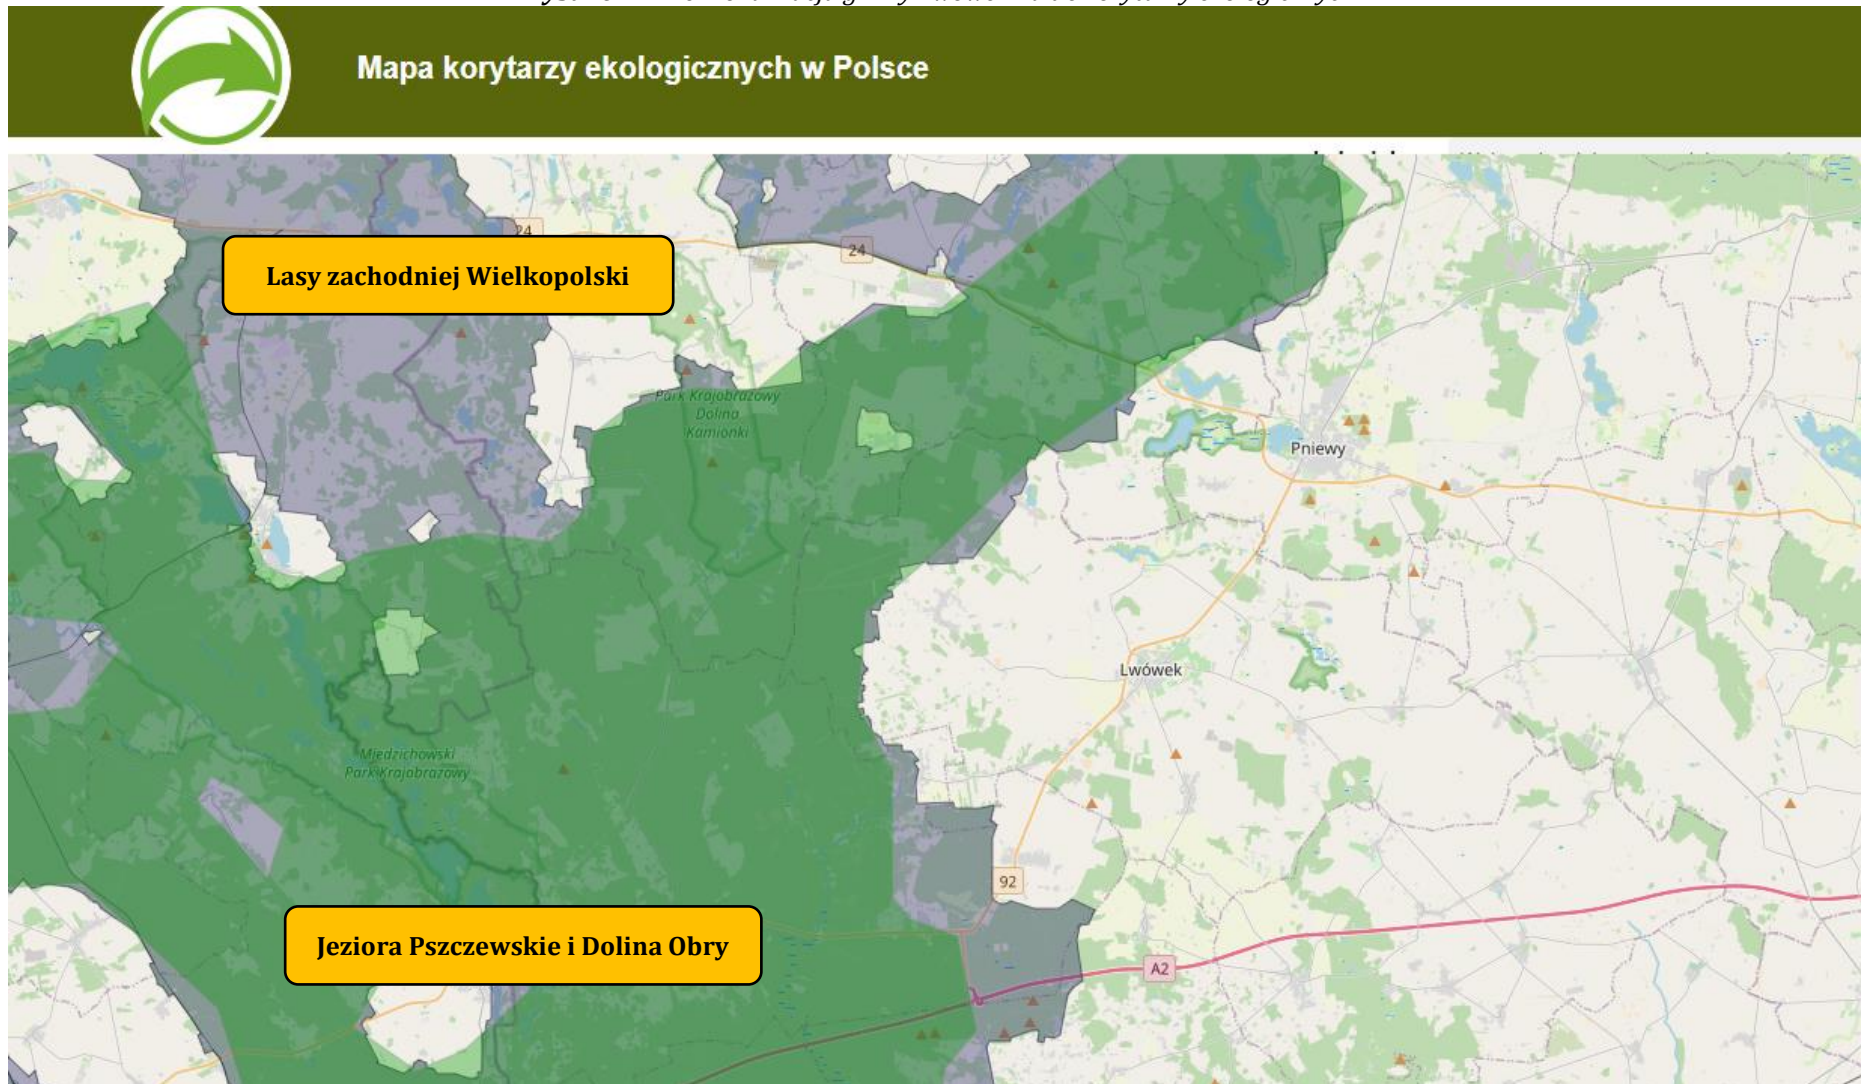 Mapa korytarzy ekologicznych w Polsce
24
Lasy zachodniej Wielkopolski
24
Park Krajobrazowy
Dolina
Kamionki
Pniewy
Lwówek
Miedzichowski
Park Krajobrazowy
92
Jeziora Pszczewskie i Dolina Obry
A2